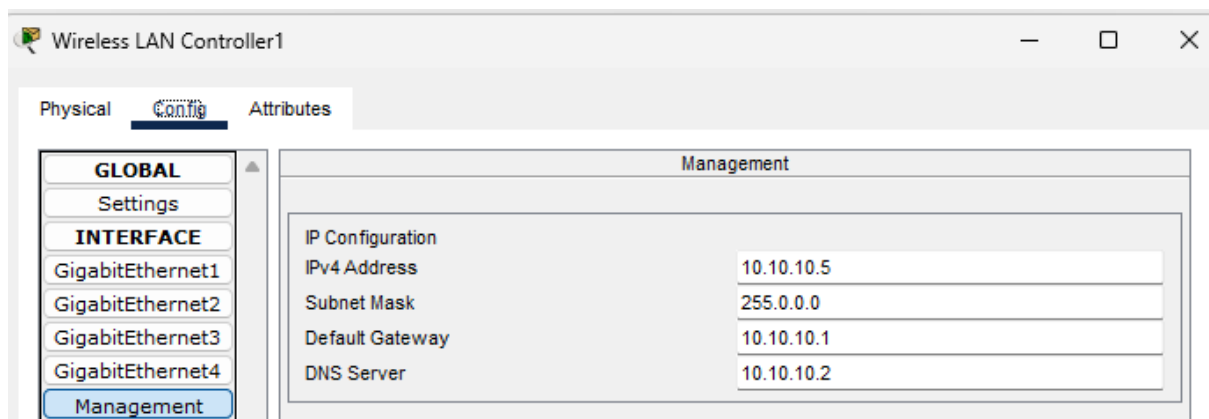 Wireless LAN Controller1
Physical Config Attributes
GLOBAL
Settings
INTERFACE
GigabitEthernet1
GigabitEthernet2
GigabitEthernet3
GigabitEthernet4
Management
Management
IP Configuration
IPv4 Address 10.10.10.5
Subnet Mask 255.0.0.0
Default Gateway 10.10.10.1
DNS Server 10.10.10.2